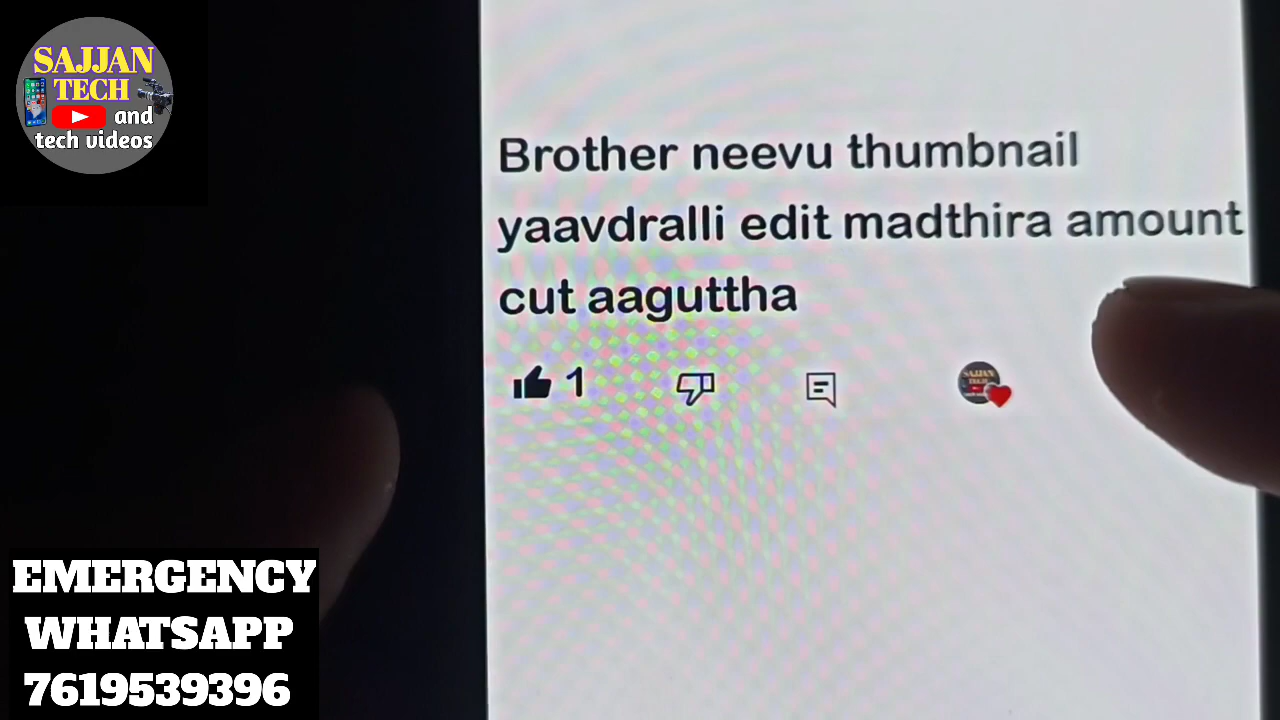 SAJJAN
TECH
and
tech videos
Brother neevu thumbnail
yaavdralli edit madthira amount
cut aaguttha
1
EMERGENCY
WHATSAPP
7619539396